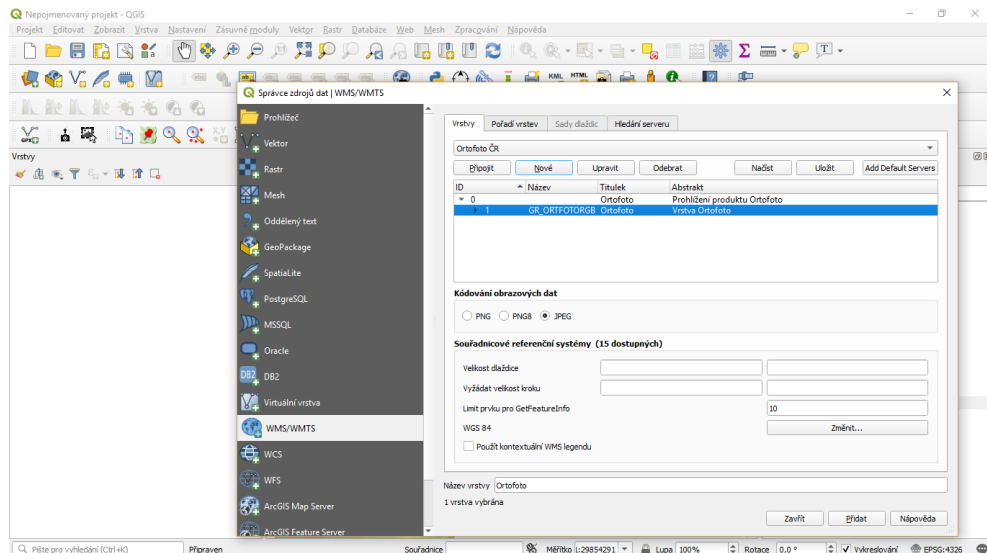 Nepojmenovaný projekt - QGIS
Projekt Editovat Zobrazit Vrstva Nastavení Zásuvné moduly Vektor Rastr Databáze Web Mesh Zpracování Nápověda
KML HTML
Správce zdrojů dat | WMS/WMTS
Prohlížeč
Vektor
Rastr
Mesh
Oddělený text
GeoPackage
SpatiaLite
PostgreSQL
MSSQL
Oracle
DB2
Virtuální vrstva
WMS/WMTS
WCS
WFS
ArcGIS Map Server
ArcGIS Feature Server
Vrstvy
Vrstvy Pořadí vrstev Sady dlaždic Hledání serveru
Ortofoto ČR
Připojit Nové Upravit Odebrat Načíst Uložit Add Default Servers
ID Název Titulek Abstrakt
0 Ortofoto Prohlížení produktu Ortofoto
1 GR_ORTFOTORGB Ortofoto Vrstva Ortofoto
Kódování obrazových dat
PNG PNG8 JPEG
Souřadnicové referenční systémy (15 dostupných)
Velikost dlaždice
Vyžádat velikost kroku
Limit prvku pro GetFeatureInfo 10
WGS 84 Změnit...
Použít kontextuální WMS legendu
Název vrstvy Ortofoto
1 vrstva vybrána
Zavřít Přidat Nápověda
Pište pro vyhledání (Ctrl+K) Připraven Souřadnice Měřítko 1:29854291 Lupa 100% Rotace 0,0 ° Vykreslování EPSG:4326